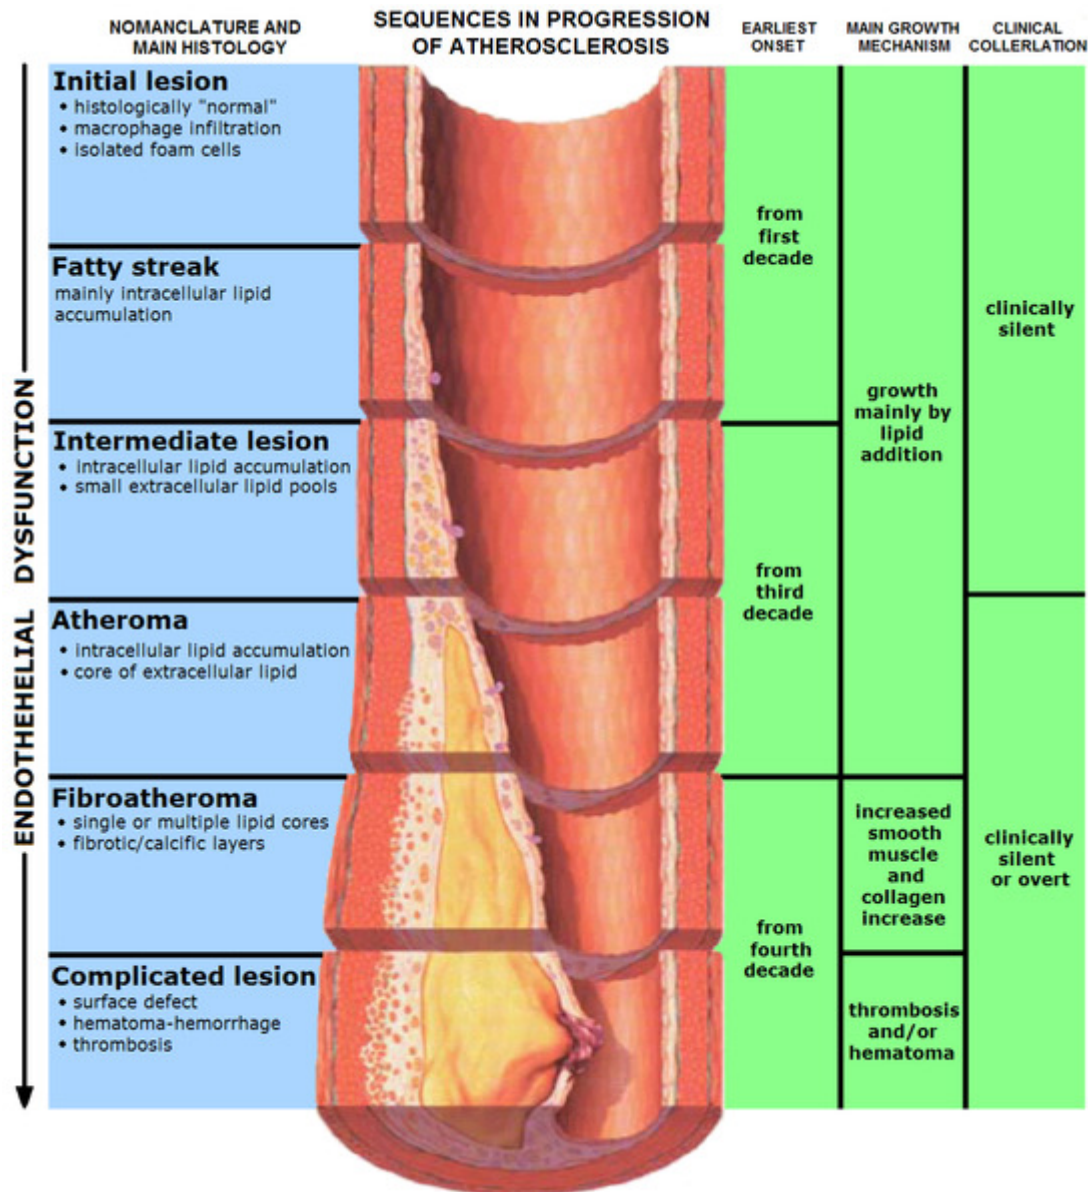 NOMANCLATURE AND
MAIN HISTOLOGY
SEQUENCES IN PROGRESSION
OF ATHEROSCLEROSIS
EARLIEST
ONSET
MAIN GROWTH
MECHANISM
CLINICAL
COLLERLATION
ENDOTHEHELIAL DYSFUNCTION
Initial lesion
• histologically "normal"
• macrophage infiltration
• isolated foam cells
Fatty streak
mainly intracellular lipid
accumulation
Intermediate lesion
• intracellular lipid accumulation
• small extracellular lipid pools
Atheroma
• intracellular lipid accumulation
• core of extracellular lipid
Fibroatheroma
• single or multiple lipid cores
• fibrotic/calcific layers
Complicated lesion
• surface defect
• hematoma-hemorrhage
• thrombosis
from
first
decade
from
third
decade
from
fourth
decade
growth
mainly by
lipid
addition
increased
smooth
muscle
and
collagen
increase
thrombosis
and/or
hematoma
clinically
silent
clinically
silent
or overt